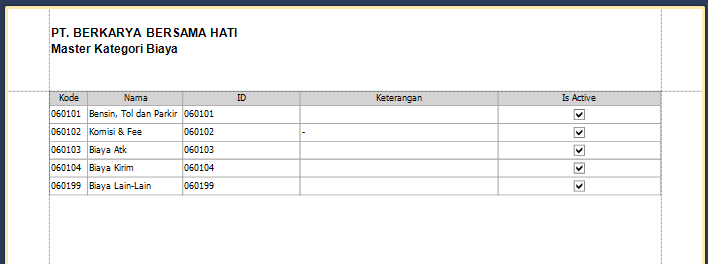 PT. BERKARYA BERSAMA HATI
Master Kategori Biaya
Kode Nama ID Keterangan Is Active
060101 Bensin, Tol dan Parkir 060101
060102 Komisi & Fee 060102 -
060103 Biaya Atk 060103
060104 Biaya Kirim 060104
060199 Biaya Lain-Lain 060199